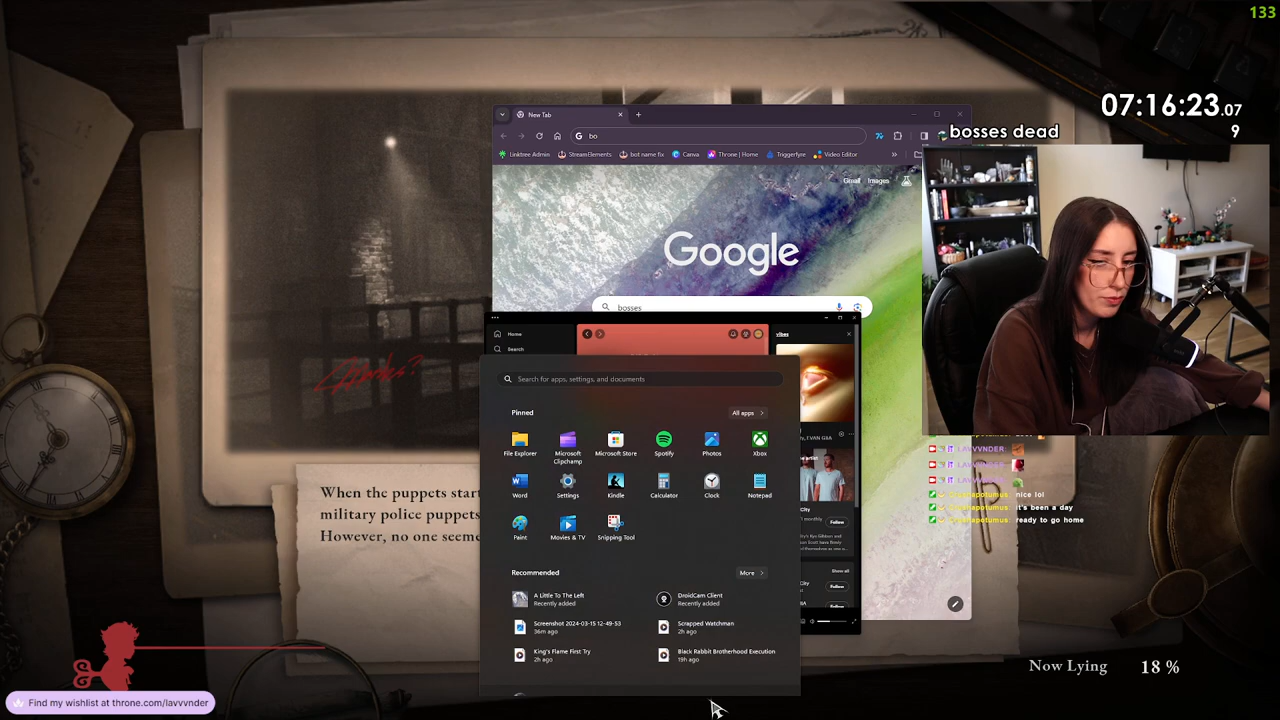 133
07:16:23.07
9
bosses dead
New Tab
bo
Linktree Admin
StreamElements
bot name fix
Canva
Throne | Home
Triggerfyre
Video Editor
Gmail
Images
Google
bosses
Home
Search
vibes
Search for apps, settings, and documents
Pinned
All apps
File Explorer
Microsoft Clipchamp
Microsoft Store
Spotify
Photos
Xbox
Word
Settings
Kindle
Calculator
Clock
Notepad
Paint
Movies & TV
Snipping Tool
Recommended
More
A Little To The Left
Recently added
DroidCam Client
Recently added
Screenshot 2024-03-15 12-49-53
36m ago
Scrapped Watchman
2h ago
King's Flame First Try
2h ago
Black Rabbit Brotherhood Execution
19h ago
Follow
Show all
Follow
Follow
When the puppets start
military police puppets
However, no one seeme
nice lol
it's been a day
ready to go home
Now Lying 18 %
Find my wishlist at throne.com/lavvvnder